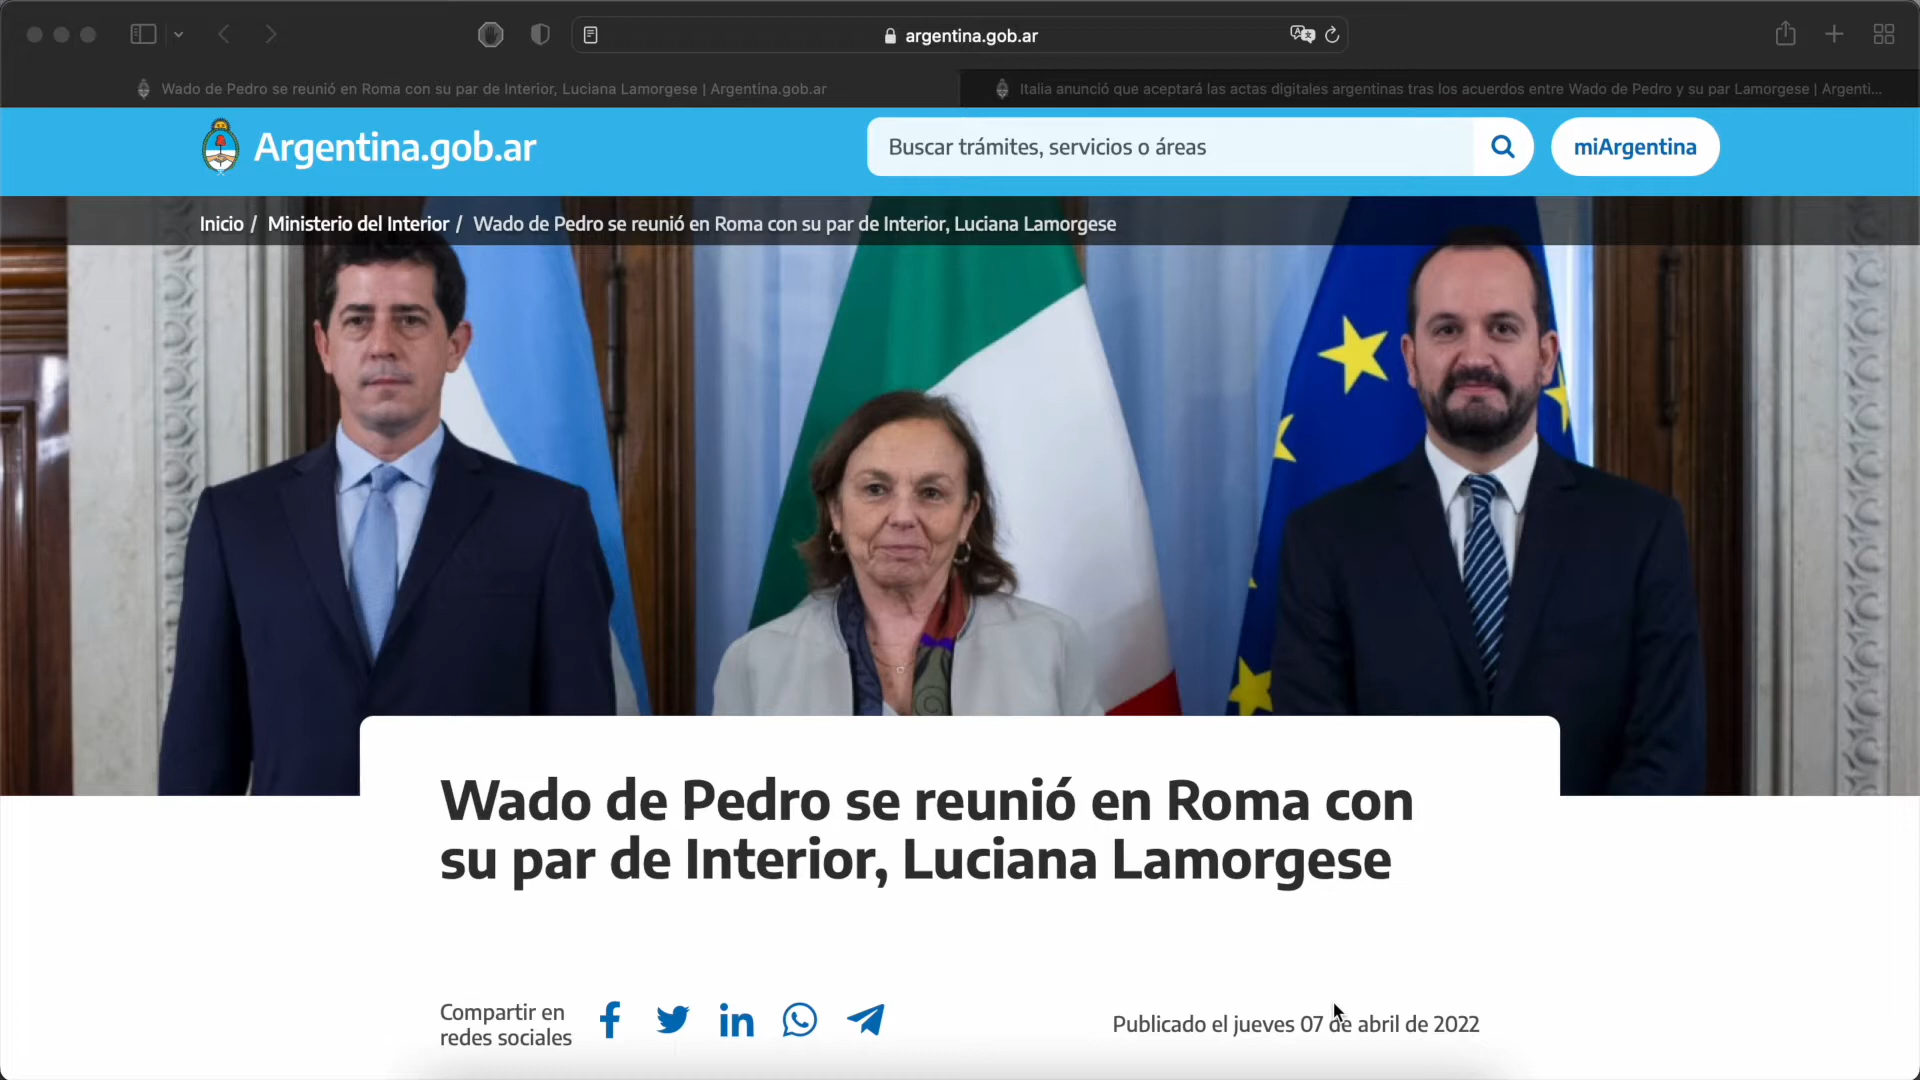 argentina.gob.ar
Wado de Pedro se reunió en Roma con su par de Interior, Luciana Lamorgese | Argentina.gob.ar
Italia anunció que aceptará las actas digitales argentinas tras los acuerdos entre Wado de Pedro y su par Lamorgese | Argenti...
Argentina.gob.ar
Buscar trámites, servicios o áreas
miArgentina
Inicio / Ministerio del Interior / Wado de Pedro se reunió en Roma con su par de Interior, Luciana Lamorgese
Wado de Pedro se reunió en Roma con
su par de Interior, Luciana Lamorgese
Compartir en
redes sociales
Publicado el jueves 07 de abril de 2022